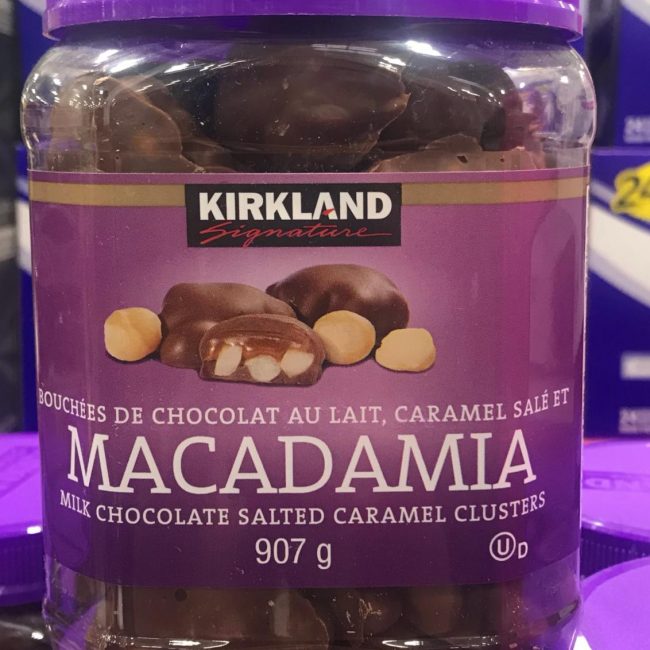 KIRKLAND
Signature
BOUCHÉES DE CHOCOLAT AU LAIT, CARAMEL SALÉ ET
MACADAMIA
MILK CHOCOLATE SALTED CARAMEL CLUSTERS
907 g
U D